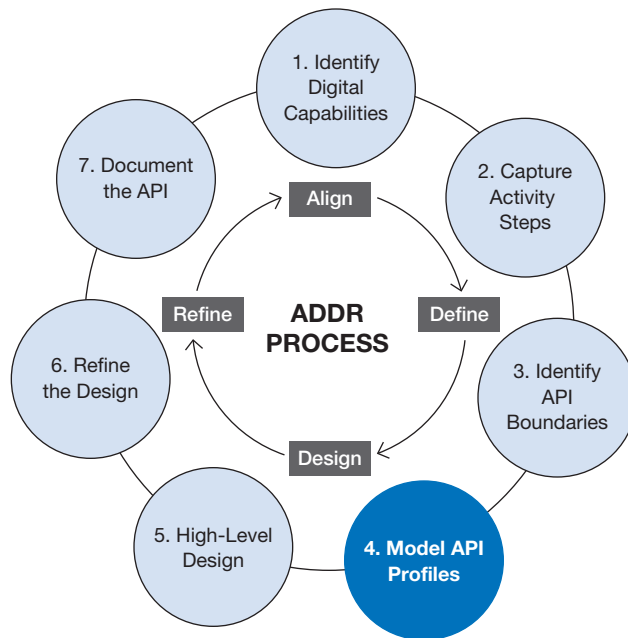 1. Identify
Digital
Capabilities
2. Capture
Activity
Steps
3. Identify
API
Boundaries
4. Model API
Profiles
5. High-Level
Design
6. Refine
the Design
7. Document
the API
Align
Define
Design
Refine
ADDR
PROCESS